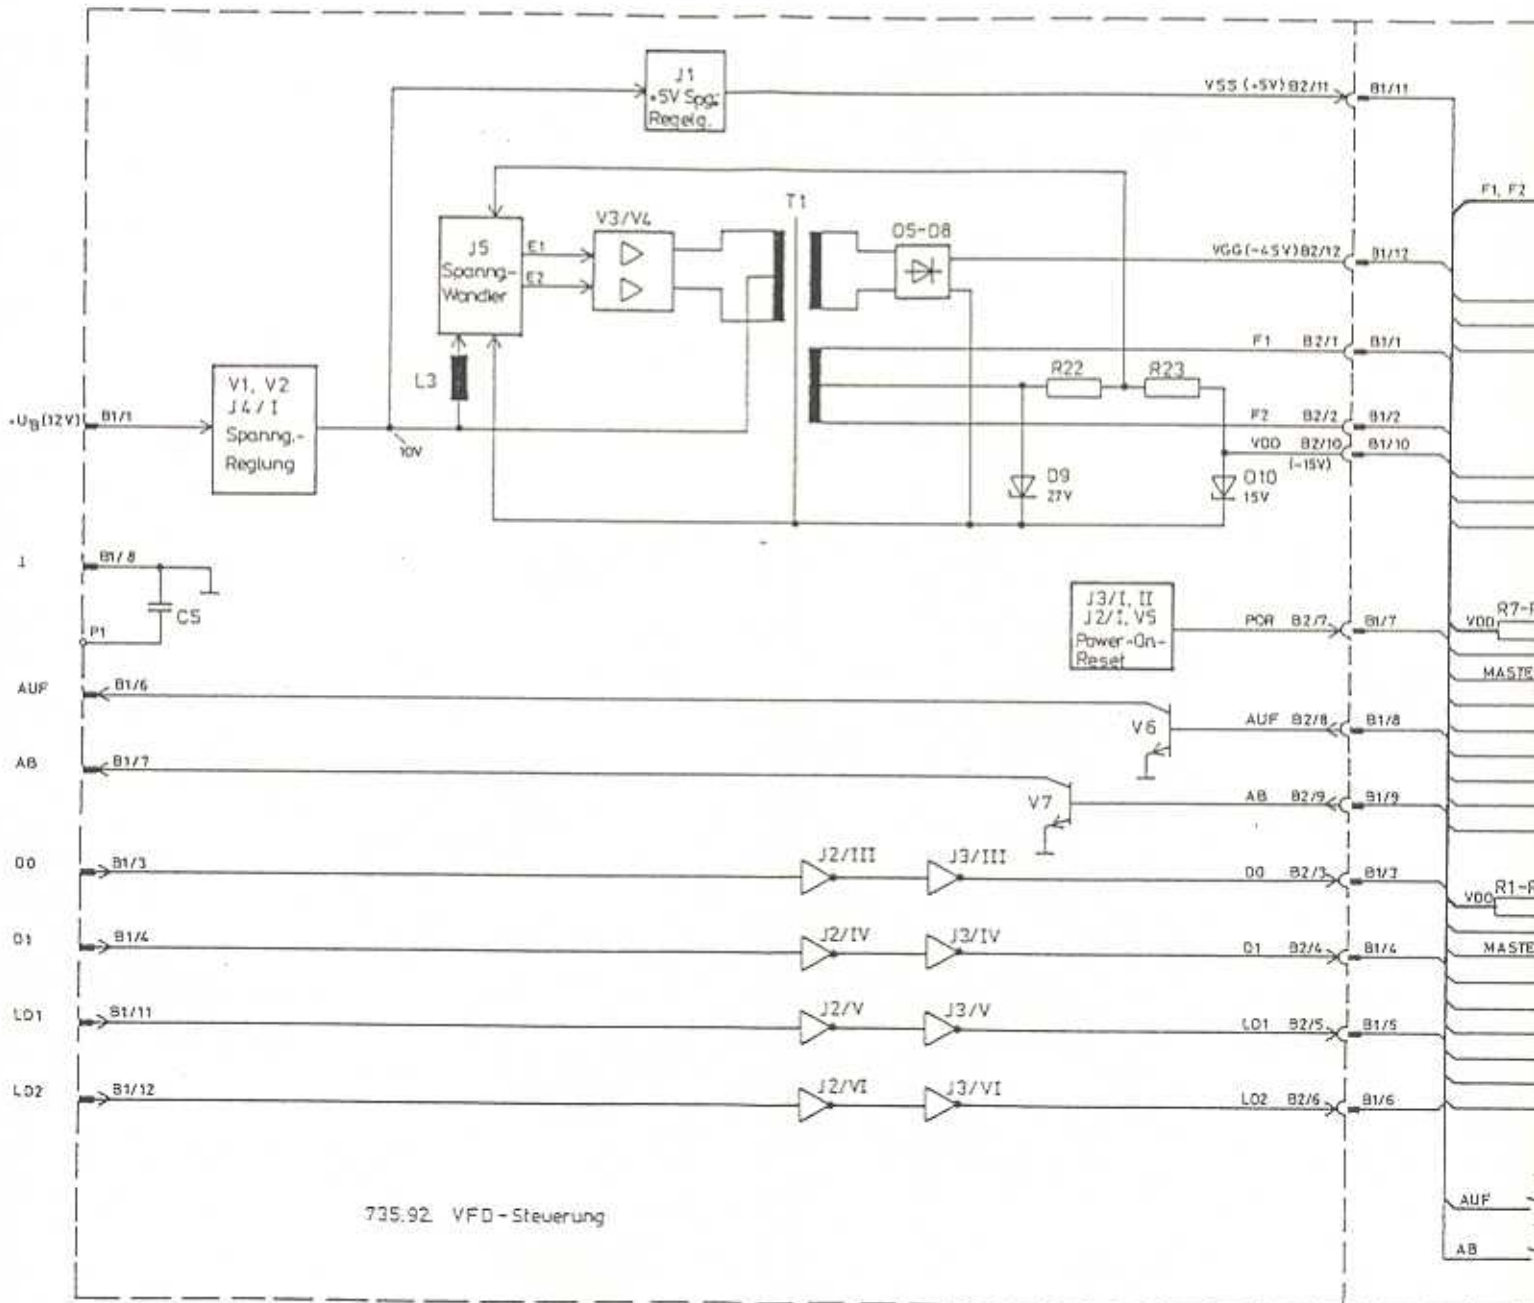 J1
+5V Spg.
Regelg.
VSS (+5V) B2/11
B1/11
F1, F2
T1
V3/V4
D5-D8
J5
Spanng-
Wandler
E1
E2
VGG (-45V) B2/12
B1/12
F1 B2/1
B1/1
L3
R22
R23
V1, V2
J4/I
Spanng.-
Reglung
+UB (12V)
B1/1
10V
F2 B2/2
B1/2
VDD B2/10
B1/10
(-15V)
D9
27V
D10
15V
B1/8
C5
P1
J3/I, II
J2/I, V5
Power-On-
Reset
POR B2/7
B1/7
VDD
MASTE
AUF
B1/6
V6
AUF B2/8
B1/8
AB
B1/7
V7
AB B2/9
B1/9
D0
B1/3
J2/III
J3/III
D0 B2/3
B1/3
VDD
D1
B1/4
J2/IV
J3/IV
D1 B2/4
B1/4
MASTE
LD1
B1/11
J2/V
J3/V
LD1 B2/5
B1/5
LD2
B1/12
J2/VI
J3/VI
LD2 B2/6
B1/6
735.92 VFD-Steuerung
AUF
AB